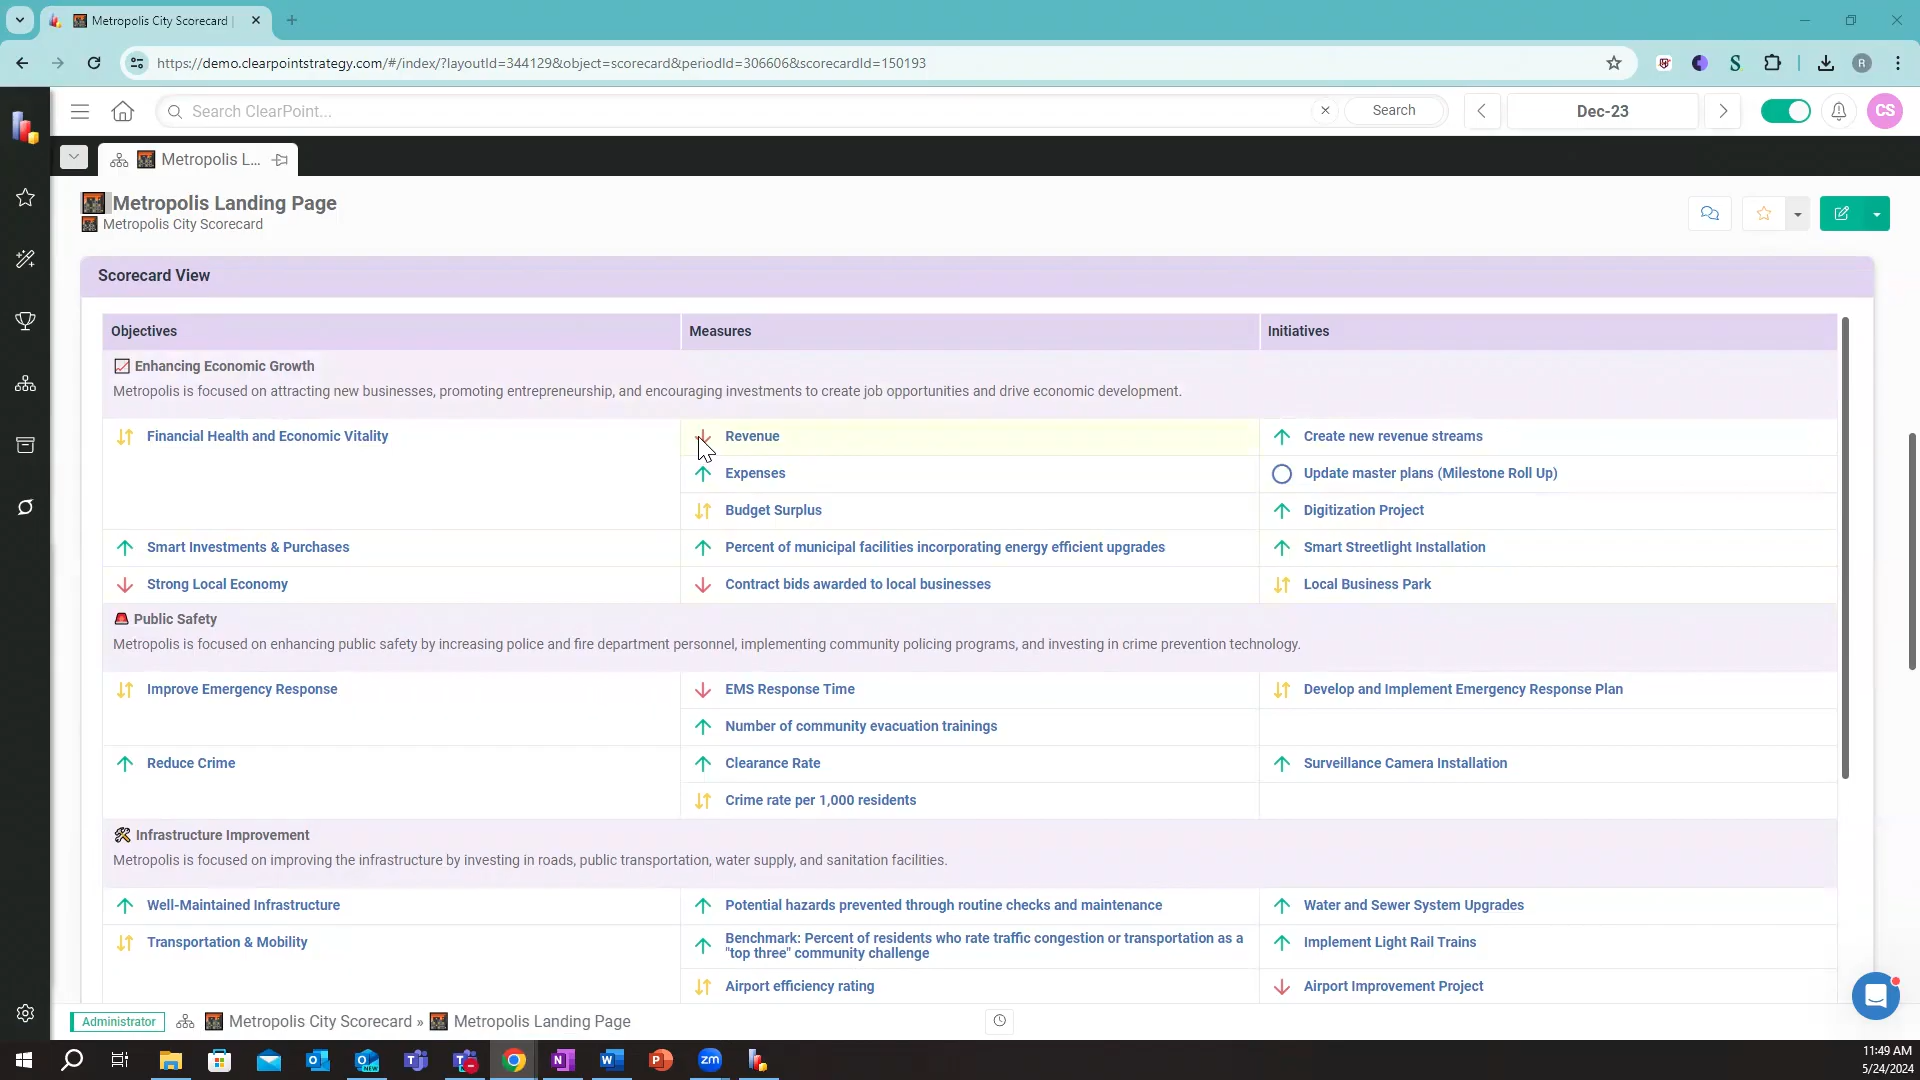 Metropolis City Scorecard |
https://demo.clearpointstrategy.com/#/index/?layoutId=344129&object=scorecard&periodId=306606&scorecardId=150193
R
Search ClearPoint...
Search
Dec-23
CS
Metropolis L...
Metropolis Landing Page
Metropolis City Scorecard
Scorecard View
Objectives Measures Initiatives
Enhancing Economic Growth
Metropolis is focused on attracting new businesses, promoting entrepreneurship, and encouraging investments to create job opportunities and drive economic development.
Financial Health and Economic Vitality Revenue Create new revenue streams
Expenses Update master plans (Milestone Roll Up)
Budget Surplus Digitization Project
Smart Investments & Purchases Percent of municipal facilities incorporating energy efficient upgrades Smart Streetlight Installation
Strong Local Economy Contract bids awarded to local businesses Local Business Park
Public Safety
Metropolis is focused on enhancing public safety by increasing police and fire department personnel, implementing community policing programs, and investing in crime prevention technology.
Improve Emergency Response EMS Response Time Develop and Implement Emergency Response Plan
Number of community evacuation trainings
Reduce Crime Clearance Rate Surveillance Camera Installation
Crime rate per 1,000 residents
Infrastructure Improvement
Metropolis is focused on improving the infrastructure by investing in roads, public transportation, water supply, and sanitation facilities.
Well-Maintained Infrastructure Potential hazards prevented through routine checks and maintenance Water and Sewer System Upgrades
Transportation & Mobility Benchmark: Percent of residents who rate traffic congestion or transportation as a Implement Light Rail Trains
"top three" community challenge
Airport efficiency rating Airport Improvement Project
Administrator Metropolis City Scorecard » Metropolis Landing Page
11:49 AM
5/24/2024